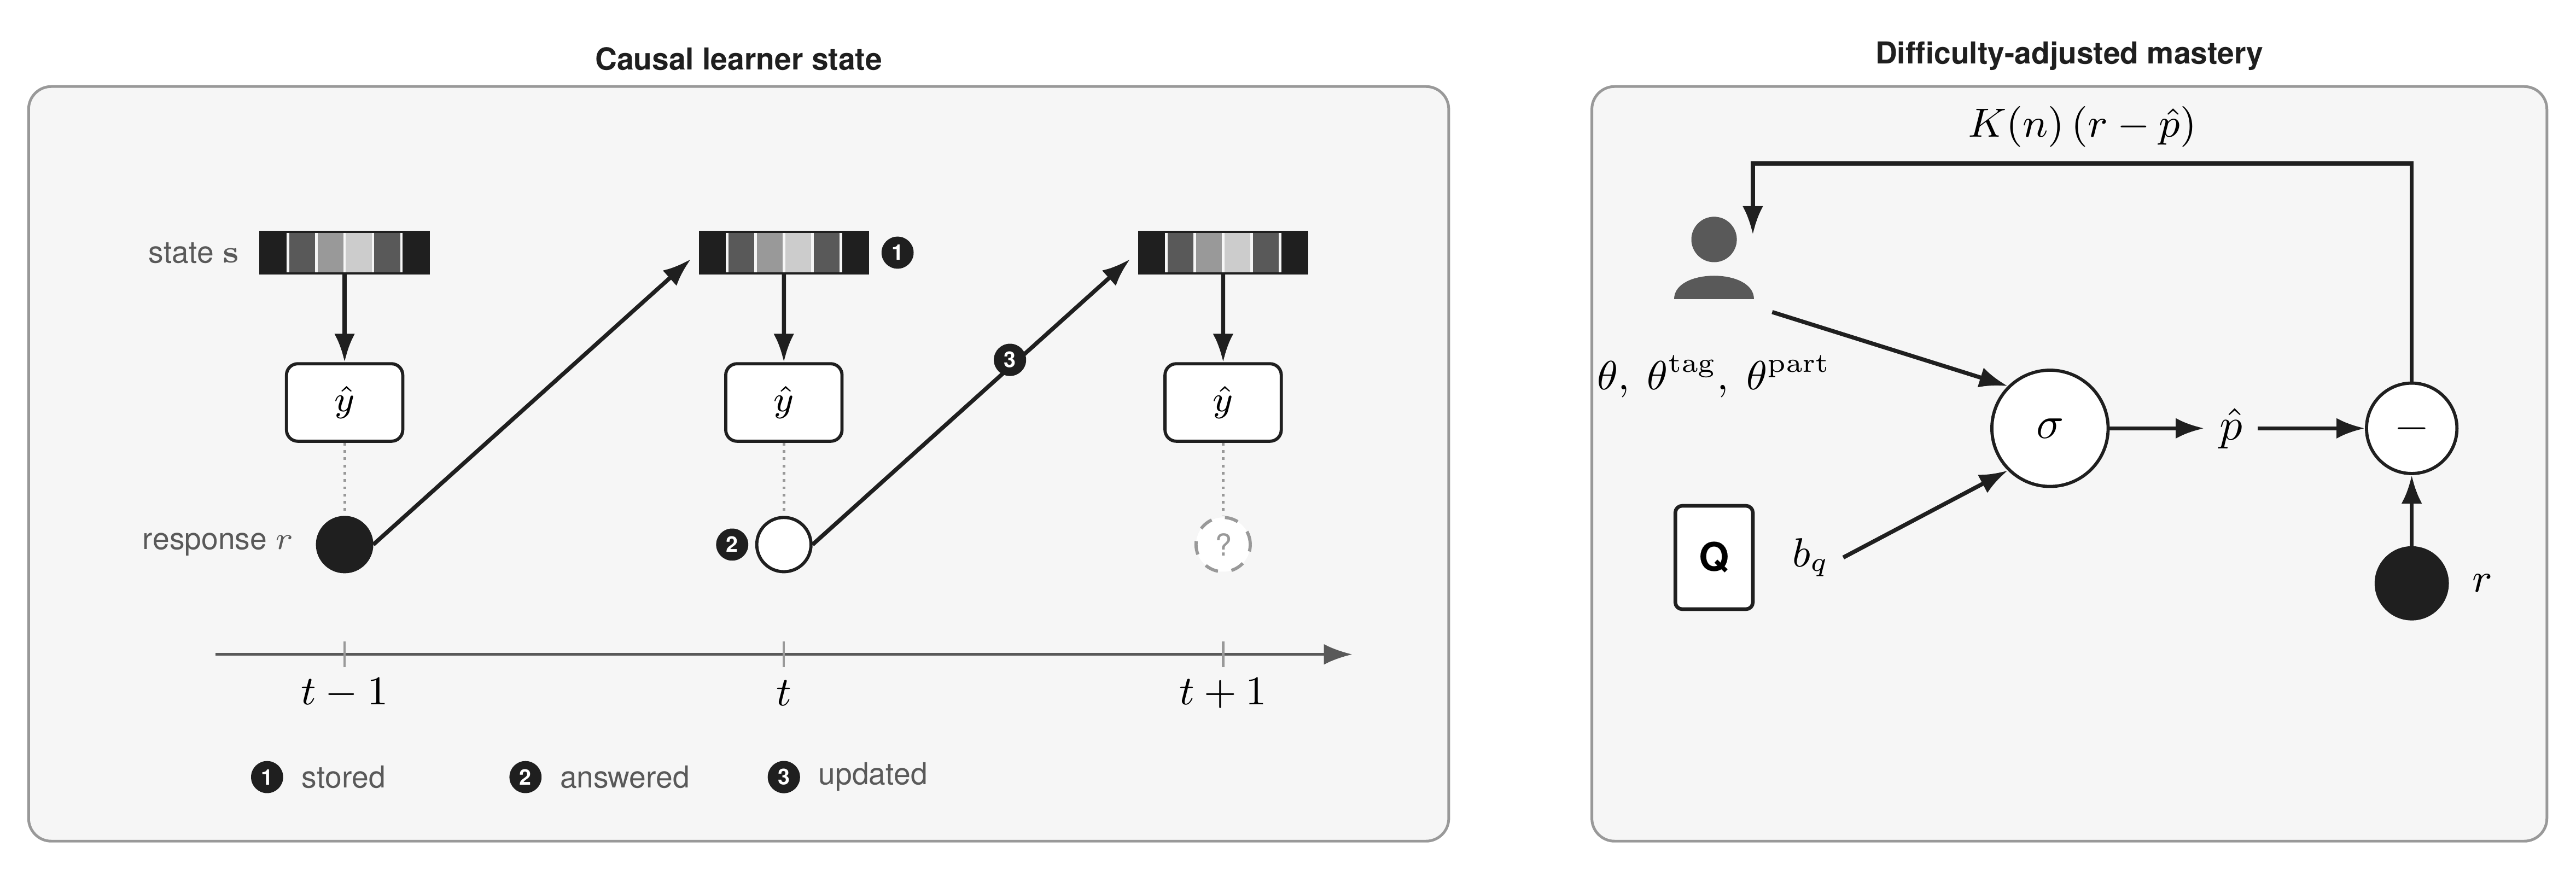 Causal learner state
state s
1
ŷ
ŷ
ŷ
3
response r
2
?
t − 1
t
t + 1
1 stored
2 answered
3 updated
Difficulty-adjusted mastery
K(n) (r − p̂)
θ, θ^tag, θ^part
σ
p̂
−
Q
b_q
r